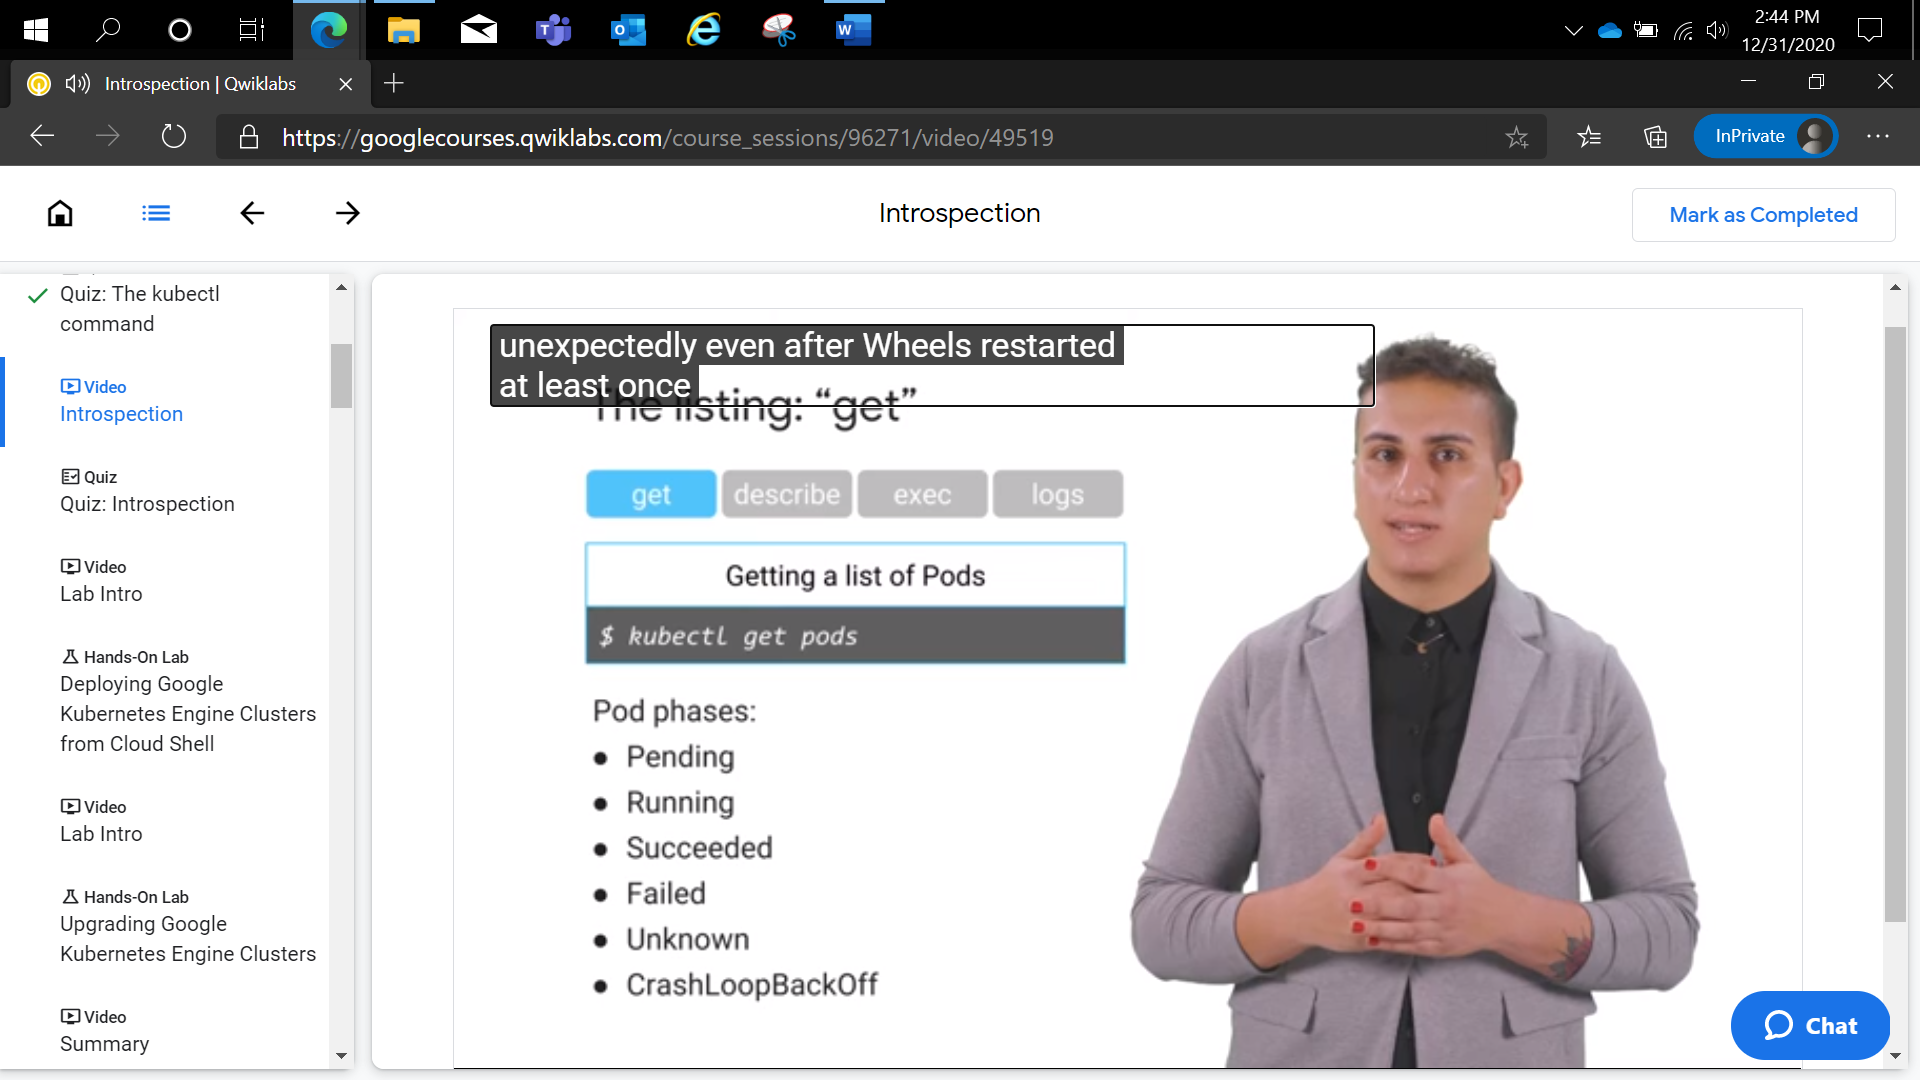 2:44 PM
12/31/2020
Introspection | Qwiklabs
https://googlecourses.qwiklabs.com/course_sessions/96271/video/49519
InPrivate
Introspection
Mark as Completed
Quiz: The kubectl
command
Video
Introspection
Quiz
Quiz: Introspection
Video
Lab Intro
Hands-On Lab
Deploying Google
Kubernetes Engine Clusters
from Cloud Shell
Video
Lab Intro
Hands-On Lab
Upgrading Google
Kubernetes Engine Clusters
Video
Summary
unexpectedly even after Wheels restarted
at least once
The listing: “get”
get describe exec logs
Getting a list of Pods
$ kubectl get pods
Pod phases:
● Pending
● Running
● Succeeded
● Failed
● Unknown
● CrashLoopBackOff
Chat